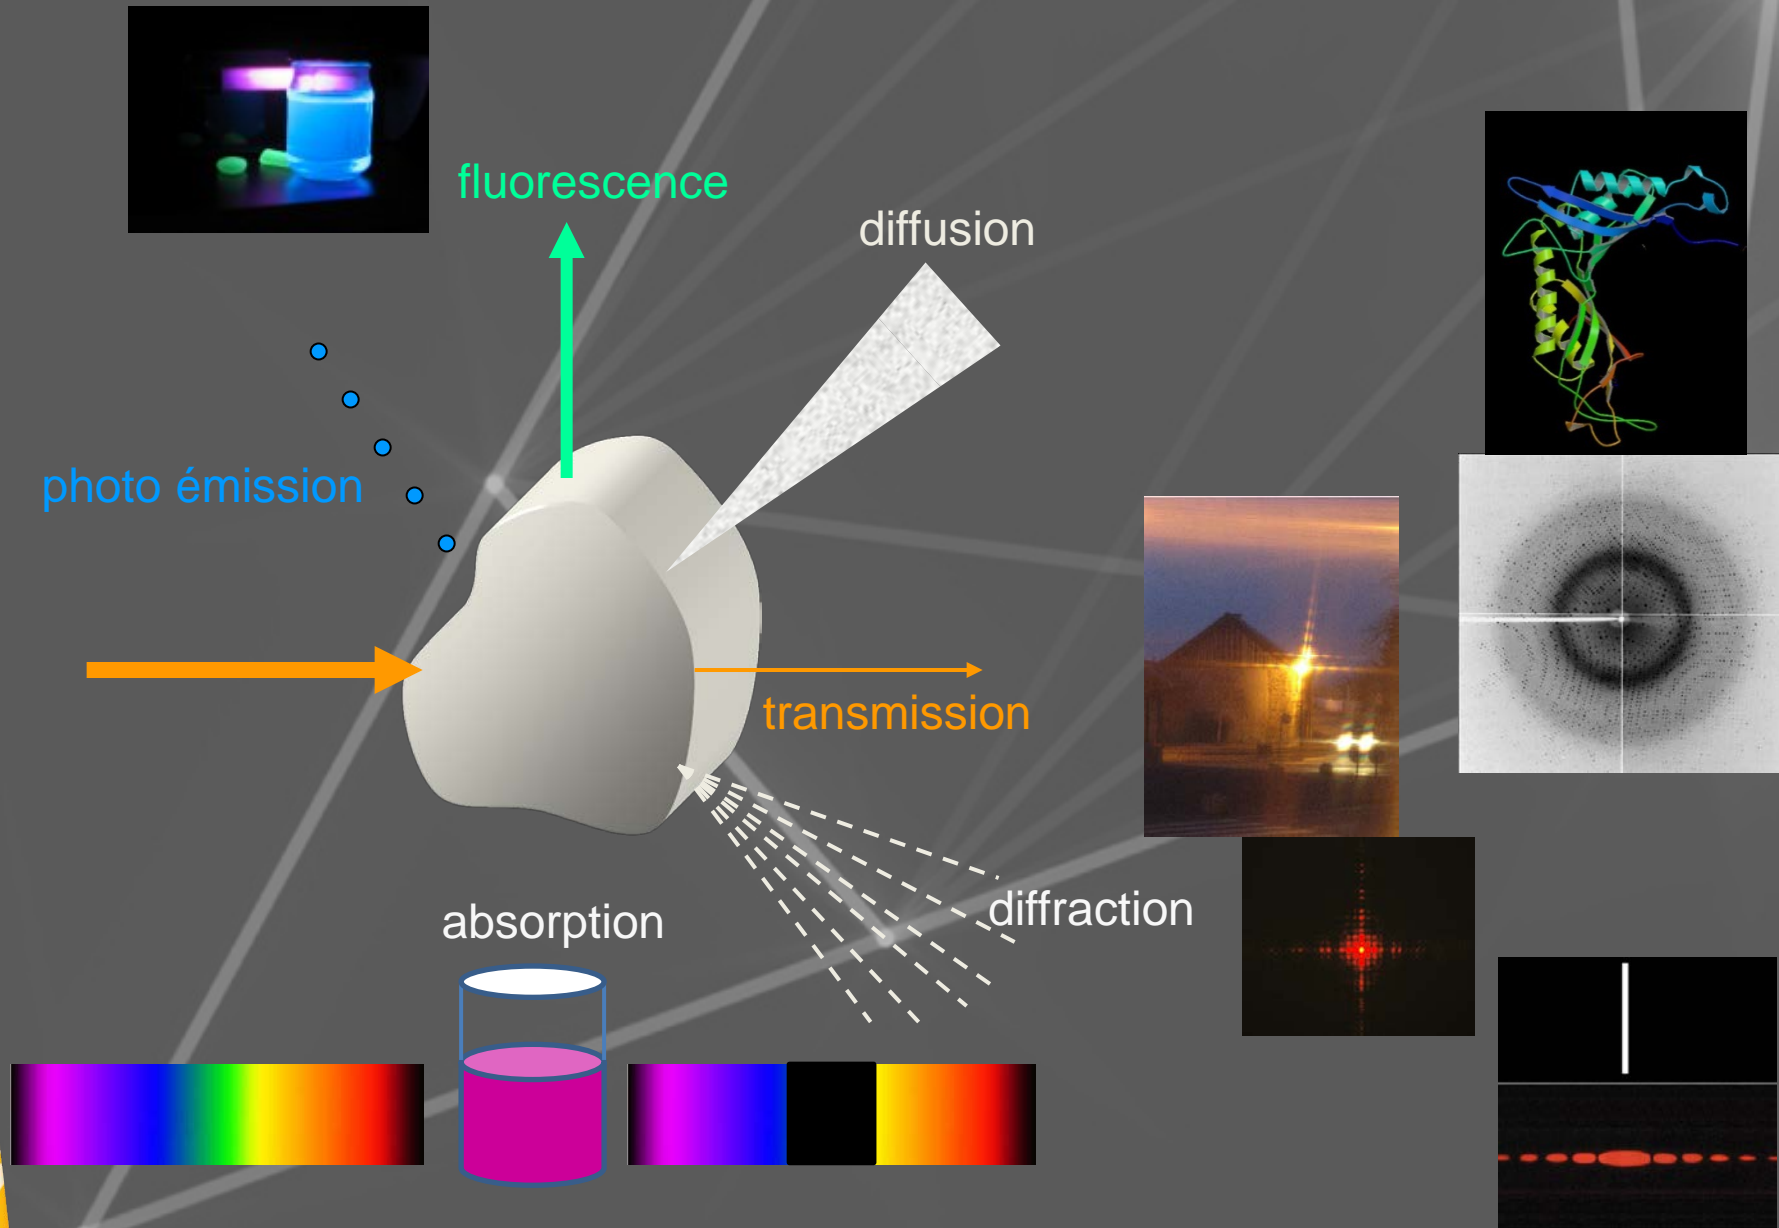 fluorescence
diffusion
photo émission
transmission
diffraction
absorption